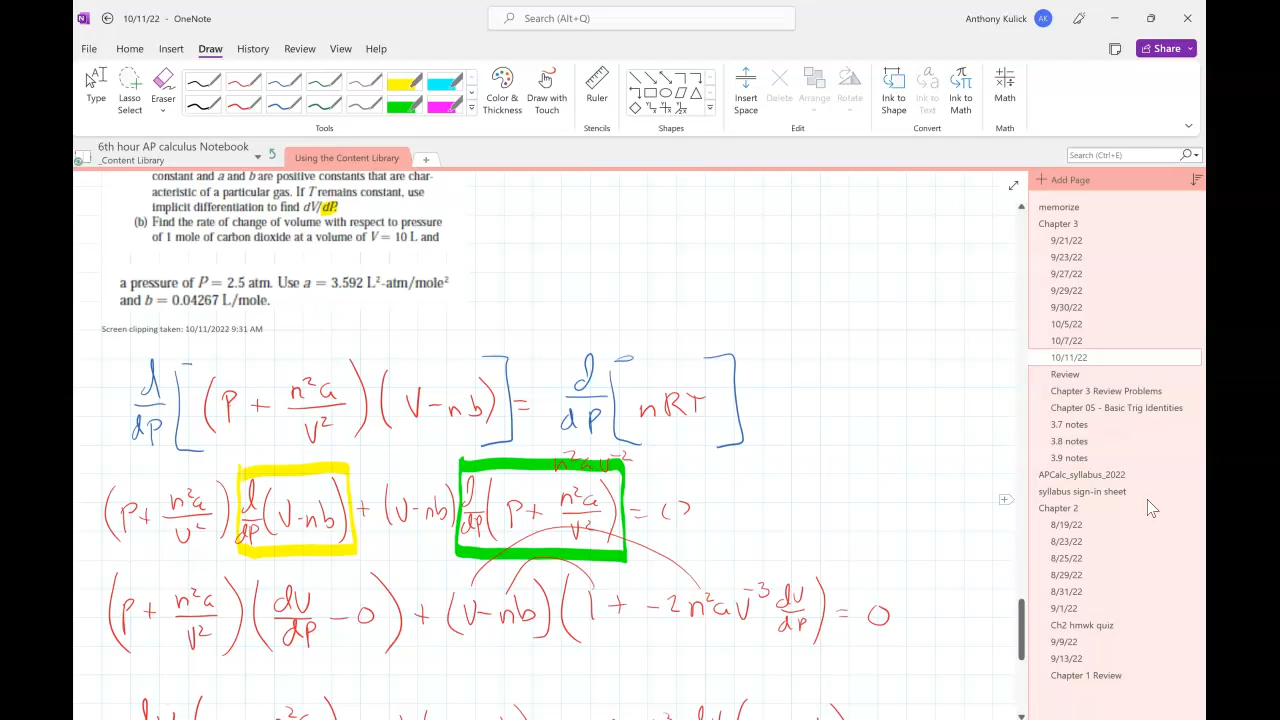 10/11/22 - OneNote
Search (Alt+Q)
Anthony Kulick
AK
File Home Insert Draw History Review View Help
Share
Type
Lasso Select
Eraser
Color & Thickness
Draw with Touch
Ruler
Insert Space
Delete
Arrange
Rotate
Ink to Shape
Ink to Text
Ink to Math
Math
Tools
Stencils
Shapes
Edit
Convert
Math
6th hour AP calculus Notebook
_Content Library
Using the Content Library
Search (Ctrl+E)
constant and a and b are positive constants that are char-
acteristic of a particular gas. If T remains constant, use
implicit differentiation to find dV/dP.
(b) Find the rate of change of volume with respect to pressure
of 1 mole of carbon dioxide at a volume of V = 10 L and
a pressure of P = 2.5 atm. Use a = 3.592 L²-atm/mole²
and b = 0.04267 L/mole.
Screen clipping taken: 10/11/2022 9:31 AM
d/dP [ (P + n²a/V²)(V - nb) ] = d/dP [ nRT ]
n²aV⁻²
(P + n²a/V²) d/dP (V - nb) + (V - nb) d/dP (P + n²a/V²) = 0
(P + n²a/V²)(dV/dP - 0) + (V - nb)(1 + -2n²aV⁻³ dV/dP) = 0
Add Page
memorize
Chapter 3
9/21/22
9/23/22
9/27/22
9/29/22
9/30/22
10/5/22
10/7/22
10/11/22
Review
Chapter 3 Review Problems
Chapter 05 - Basic Trig Identities
3.7 notes
3.8 notes
3.9 notes
APCalc_syllabus_2022
syllabus sign-in sheet
Chapter 2
8/19/22
8/23/22
8/25/22
8/29/22
8/31/22
9/1/22
Ch2 hmwk quiz
9/9/22
9/13/22
Chapter 1 Review